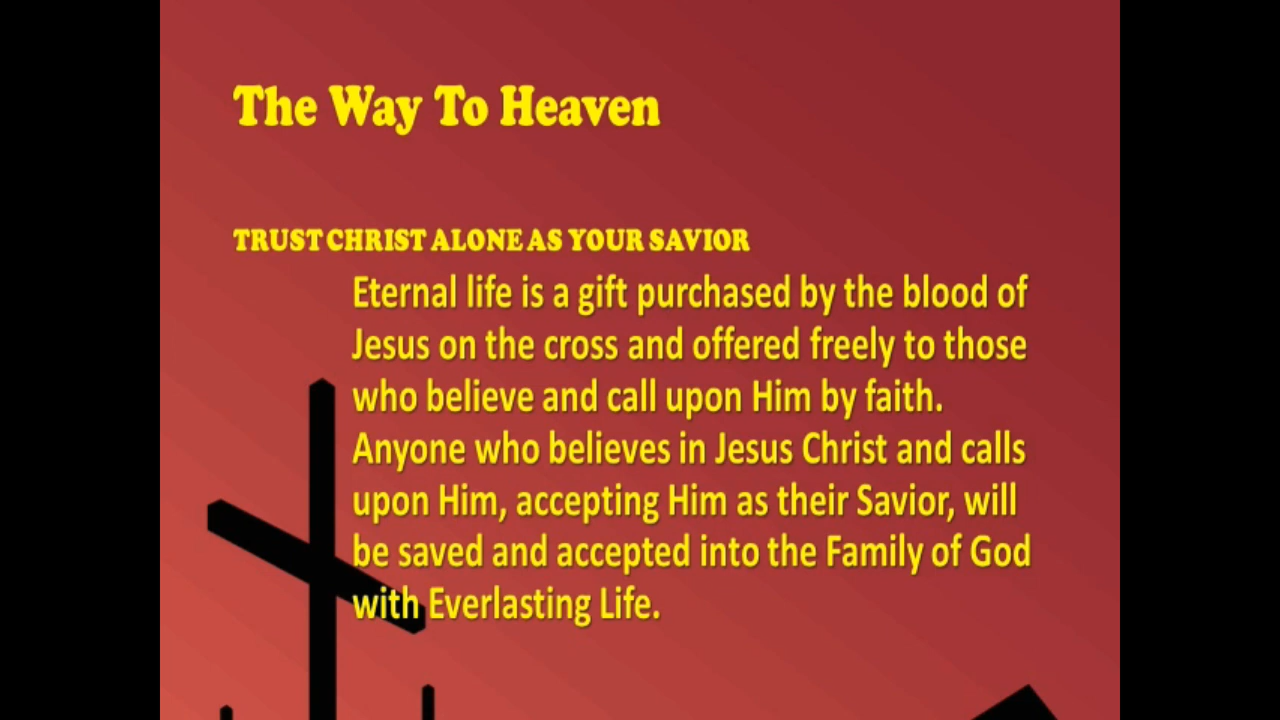 The Way To Heaven
TRUST CHRIST ALONE AS YOUR SAVIOR
Eternal life is a gift purchased by the blood of
Jesus on the cross and offered freely to those
who believe and call upon Him by faith.
Anyone who believes in Jesus Christ and calls
upon Him, accepting Him as their Savior, will
be saved and accepted into the Family of God
with Everlasting Life.